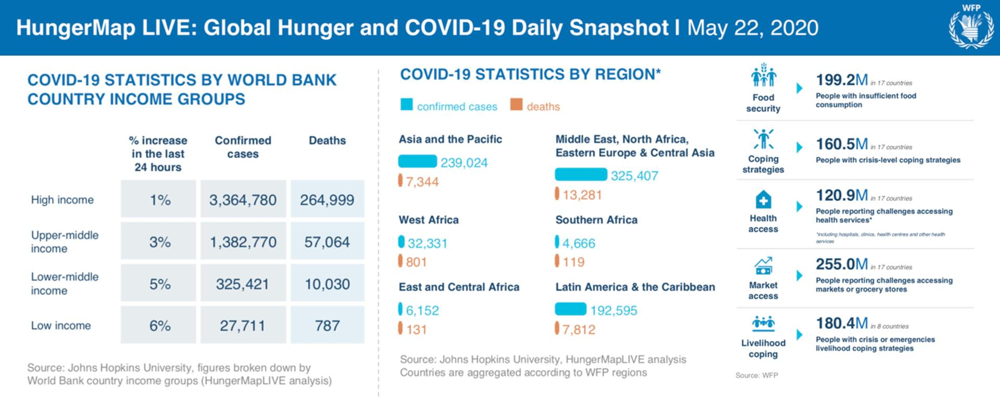 HungerMap LIVE: Global Hunger and COVID-19 Daily Snapshot I May 22, 2020
WFP
COVID-19 STATISTICS BY WORLD BANK
COUNTRY INCOME GROUPS
% increase
in the last
24 hours
Confirmed
cases
Deaths
High income 1% 3,364,780 264,999
Upper-middle
income
3% 1,382,770 57,064
Lower-middle
income
5% 325,421 10,030
Low income 6% 27,711 787
Source: Johns Hopkins University, figures broken down by
World Bank country income groups (HungerMapLIVE analysis)
COVID-19 STATISTICS BY REGION*
confirmed cases deaths
Asia and the Pacific
239,024
7,344
Middle East, North Africa,
Eastern Europe & Central Asia
325,407
13,281
West Africa
32,331
801
Southern Africa
4,666
119
East and Central Africa
6,152
131
Latin America & the Caribbean
192,595
7,812
Source: Johns Hopkins University, HungerMapLIVE analysis
Countries are aggregated according to WFP regions
Food
security
199.2M in 17 countries
People with insufficient food
consumption
Coping
strategies
160.5M in 17 countries
People with crisis-level coping strategies
Health
access
120.9M in 17 countries
People reporting challenges accessing
health services*
*including hospitals, clinics, health centres and other health
services
Market
access
255.0M in 17 countries
People reporting challenges accessing
markets or grocery stores
Livelihood
coping
180.4M in 8 countries
People with crisis or emergencies
livelihood coping strategies
Source: WFP